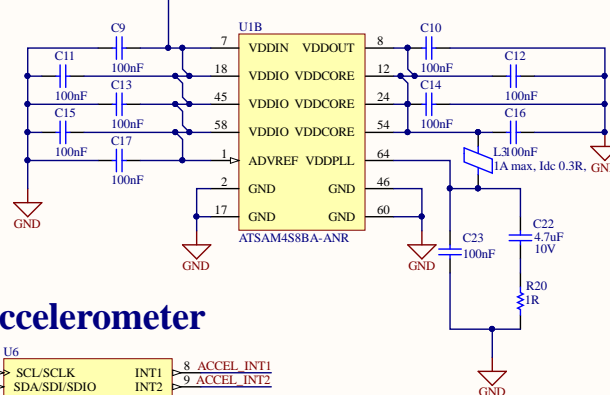 C9
100nF
C11
100nF
C13
100nF
C15
100nF
C17
100nF
GND
U1B
7 VDDIN VDDOUT 8
18 VDDIO VDDCORE 12
45 VDDIO VDDCORE 24
58 VDDIO VDDCORE 54
1 ADVREF VDDPLL 64
2 GND GND 46
17 GND GND 60
ATSAM4S8BA-ANR
GND
GND
C10
100nF
C12
100nF
C14
100nF
C16
100nF
GND
L3
1A max, Idc 0.3R,
C23
100nF
C22
4.7uF
10V
R20
1R
GND
ccelerometer
U6
SCL/SCLK INT1 8 ACCEL_INT1
SDA/SDI/SDIO INT2 9 ACCEL_INT2